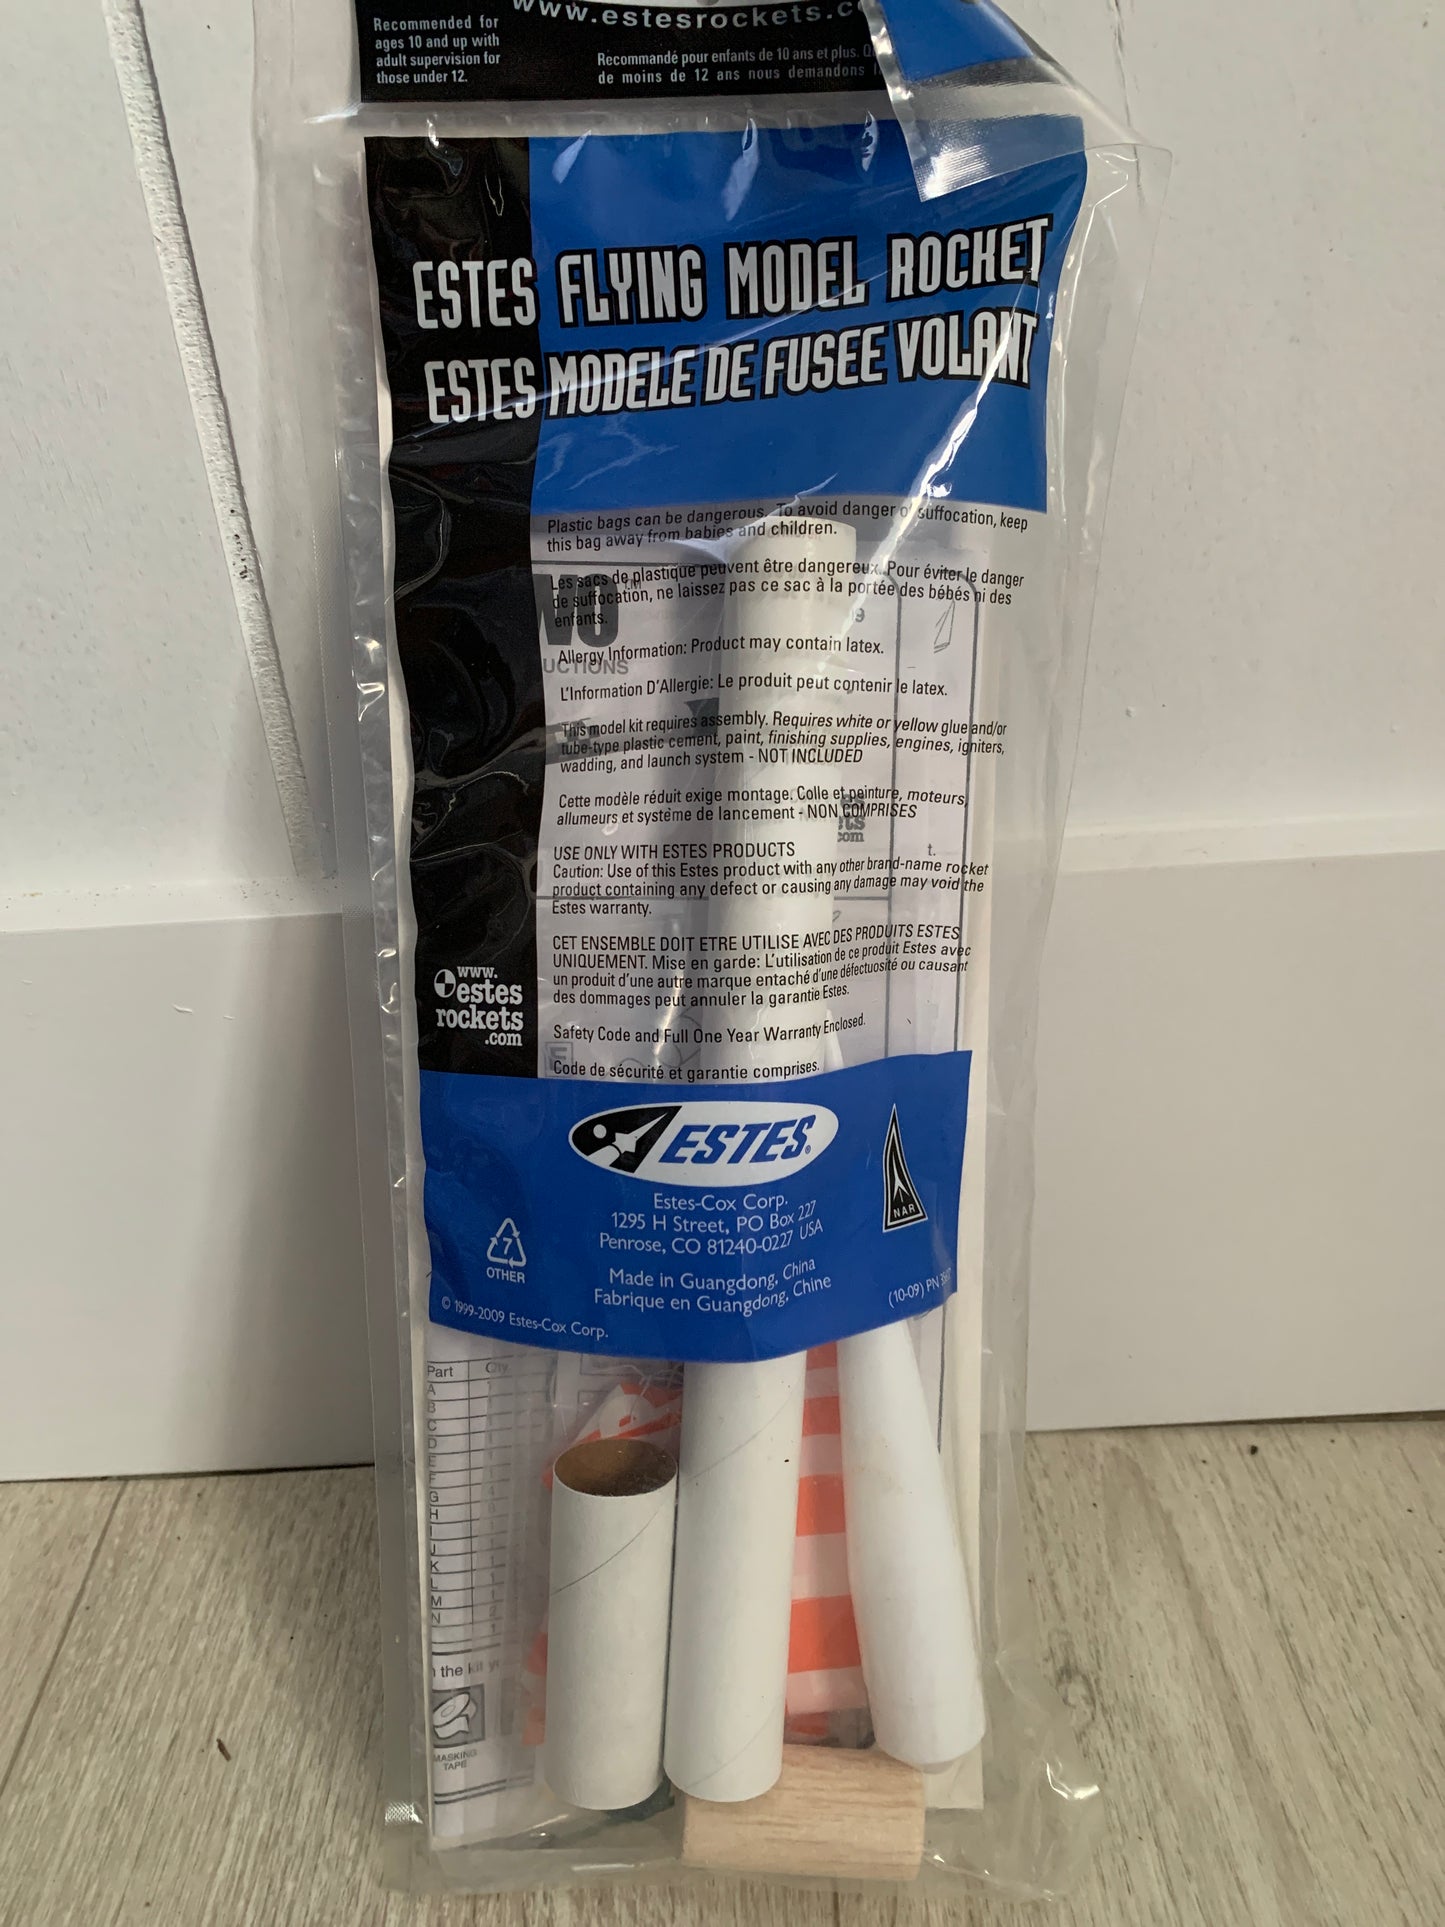 www.estesrockets.c
Recommended for
ages 10 and up with
adult supervision for
those under 12.
Recommandé pour enfants de 10 ans et plus.
de moins de 12 ans nous demandons
ESTES FLYING MODEL ROCKET
ESTES MODELE DE FUSEE VOLANT
Plastic bags can be dangerous. To avoid danger of suffocation, keep
this bag away from babies and children.
Les sacs de plastique peuvent être dangereux. Pour éviter le danger
de suffocation, ne laissez pas ce sac à la portée des bébés ni des
enfants.
Allergy Information: Product may contain latex.
UCTIONS
L'Information D'Allergie: Le produit peut contenir le latex.
This model kit requires assembly. Requires white or yellow glue and/or
tube-type plastic cement, paint, finishing supplies, engines, igniters,
wadding, and launch system - NOT INCLUDED
Cette modèle réduit exige montage. Colle et peinture, moteurs,
allumeurs et système de lancement - NON COMPRISES
USE ONLY WITH ESTES PRODUCTS
Caution: Use of this Estes product with any other brand-name rocket
product containing any defect or causing any damage may void the
Estes warranty.
CET ENSEMBLE DOIT ETRE UTILISE AVEC DES PRODUITS ESTES
UNIQUEMENT. Mise en garde: L'utilisation de ce produit Estes avec
un produit d'une autre marque entaché d'une défectuosité ou causant
des dommages peut annuler la garantie Estes.
www.
estes
rockets
.com
Safety Code and Full One Year Warranty Enclosed.
Code de sécurité et garantie comprises.
ESTES®
Estes-Cox Corp.
1295 H Street, PO Box 227
Penrose, CO 81240-0227 USA
NAR
7
OTHER
Made in Guangdong, China
Fabrique en Guangdong, Chine
© 1999-2009 Estes-Cox Corp.
(10-09) PN
Part Qty.
A
B
C
D
E
F
G
H
I
J
K
L
M
N
the kit
MASKING
TAPE